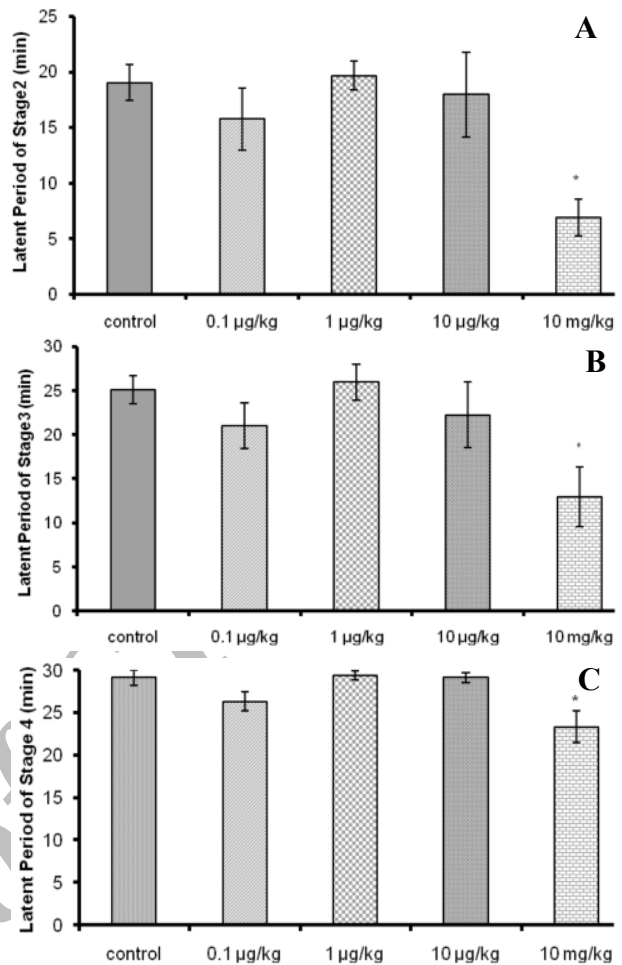 A
Latent Period of Stage2 (min)
25
20
15
10
5
0
*
control 0.1 µg/kg 1 µg/kg 10 µg/kg 10 mg/kg
B
Latent Period of Stage3 (min)
30
25
20
15
10
5
0
*
control 0.1 µg/kg 1 µg/kg 10 µg/kg 10 mg/kg
C
Latent Period of Stage 4 (min)
30
25
20
15
10
5
0
*
control 0.1 µg/kg 1 µg/kg 10 µg/kg 10 mg/kg